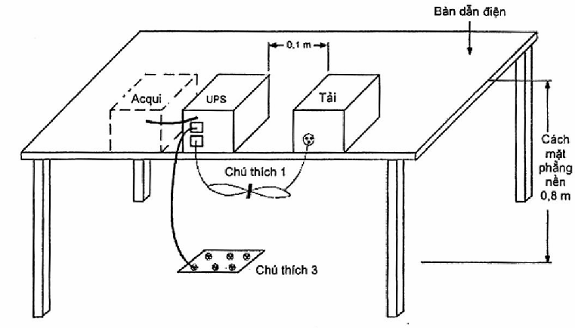 Bàn dẫn điện
0,1 m
Acqui
UPS
Tải
Cách
mặt
phẳng
nền
0,8 m
Chú thích 1
Chú thích 3